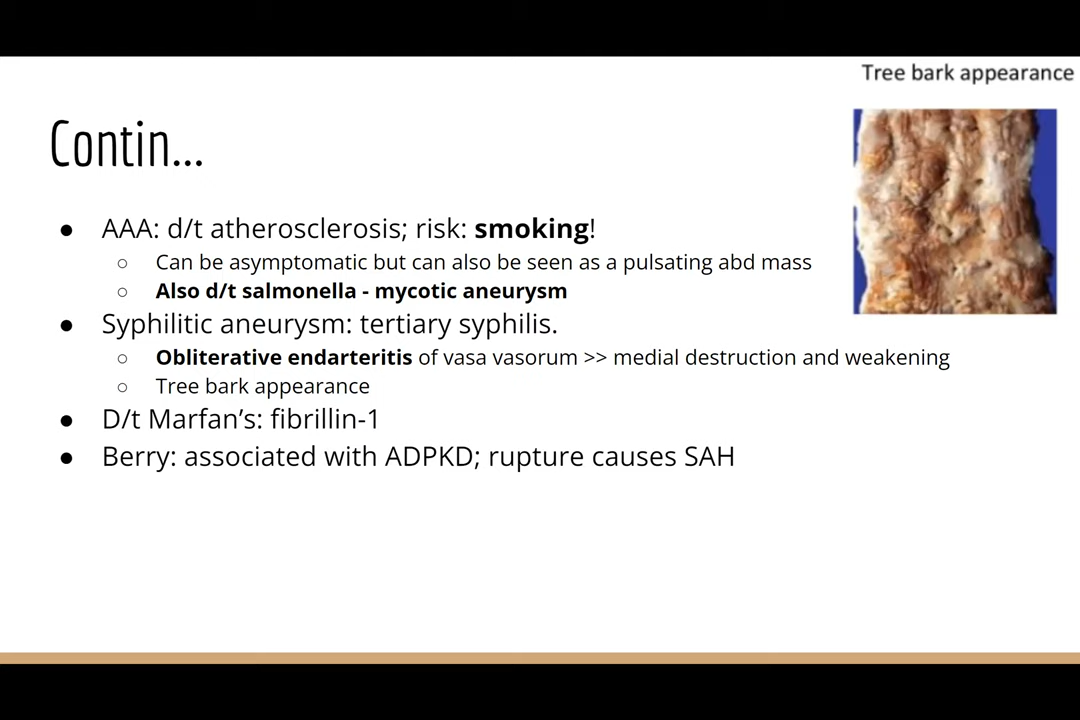 Tree bark appearance
Contin...
● AAA: d/t atherosclerosis; risk: smoking!
○ Can be asymptomatic but can also be seen as a pulsating abd mass
○ Also d/t salmonella - mycotic aneurysm
● Syphilitic aneurysm: tertiary syphilis.
○ Obliterative endarteritis of vasa vasorum >> medial destruction and weakening
○ Tree bark appearance
● D/t Marfan’s: fibrillin-1
● Berry: associated with ADPKD; rupture causes SAH